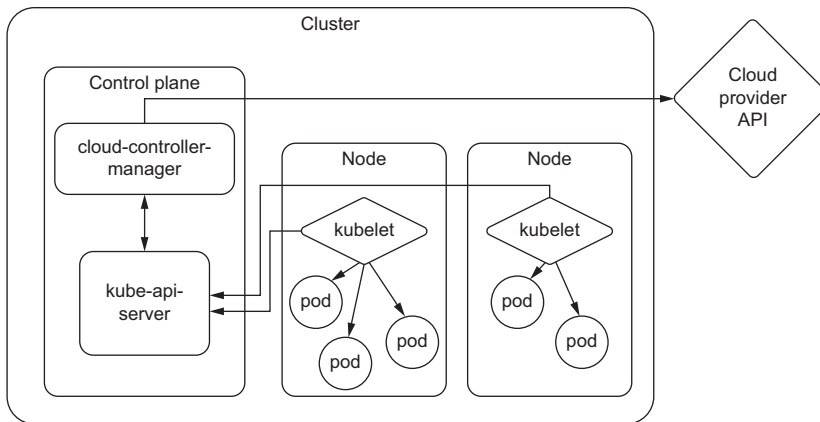 Cluster
Control plane
cloud-controller-
manager
kube-api-
server
Node
kubelet
pod
pod
pod
Node
kubelet
pod
pod
Cloud
provider
API